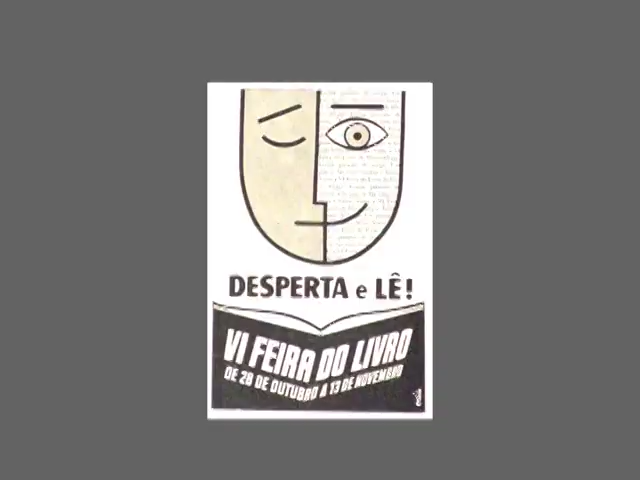 DESPERTA e LÊ!
VI FEIRA DO LIVRO
DE 28 DE OUTUBRO A 13 DE NOVEMBRO